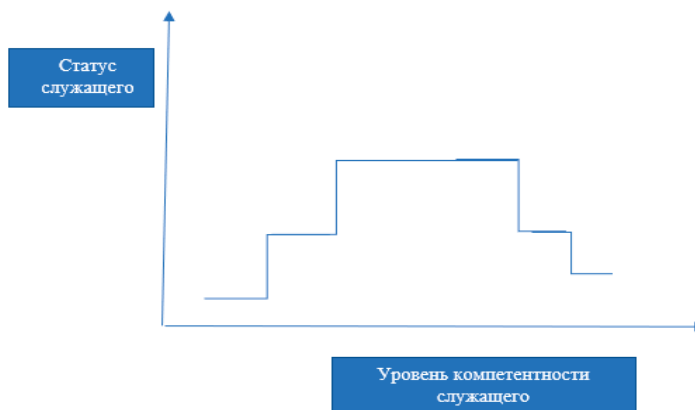 Статус
служащего
Уровень компетентности
служащего